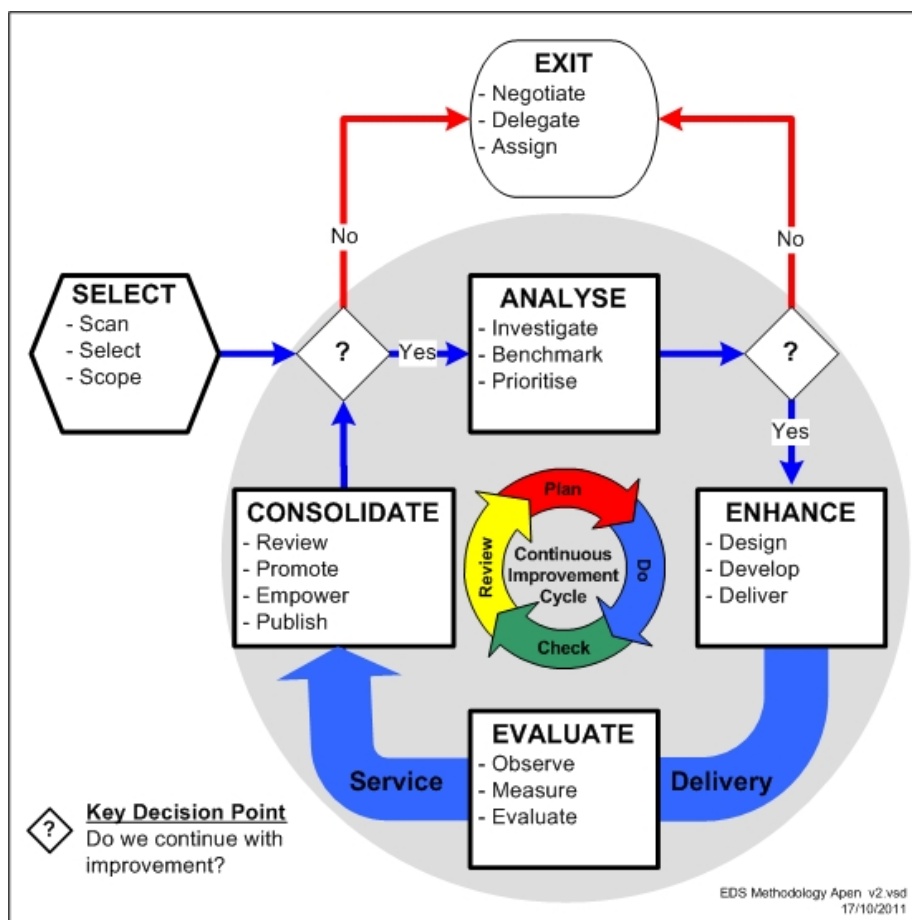 EXIT
- Negotiate
- Delegate
- Assign
No
No
SELECT
- Scan
- Select
- Scope
?
Yes
ANALYSE
- Investigate
- Benchmark
- Prioritise
?
Yes
CONSOLIDATE
- Review
- Promote
- Empower
- Publish
Plan
Do
Check
Review
Continuous
Improvement
Cycle
ENHANCE
- Design
- Develop
- Deliver
Service
EVALUATE
- Observe
- Measure
- Evaluate
Delivery
?
Key Decision Point
Do we continue with
improvement?
EDS Methodology Apen v2.vsd
17/10/2011